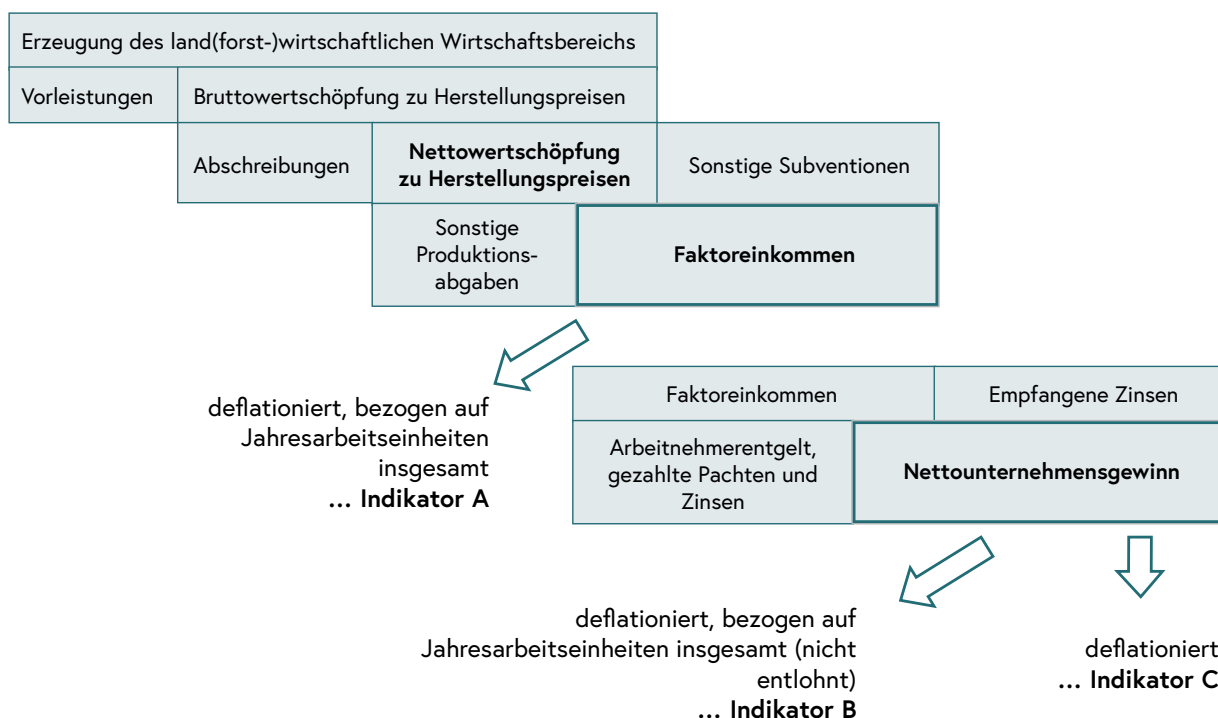 Erzeugung des land(forst-)wirtschaftlichen Wirtschaftsbereichs
Vorleistungen
Bruttowertschöpfung zu Herstellungspreisen
Abschreibungen
Nettowertschöpfung
zu Herstellungspreisen
Sonstige Subventionen
Sonstige
Produktions-
abgaben
Faktoreinkommen
deflationiert, bezogen auf
Jahresarbeitseinheiten
insgesamt
... Indikator A
Faktoreinkommen
Empfangene Zinsen
Arbeitnehmerentgelt,
gezahlte Pachten und
Zinsen
Nettounternehmensgewinn
deflationiert, bezogen auf
Jahresarbeitseinheiten insgesamt (nicht
entlohnt)
... Indikator B
deflationiert
... Indikator C